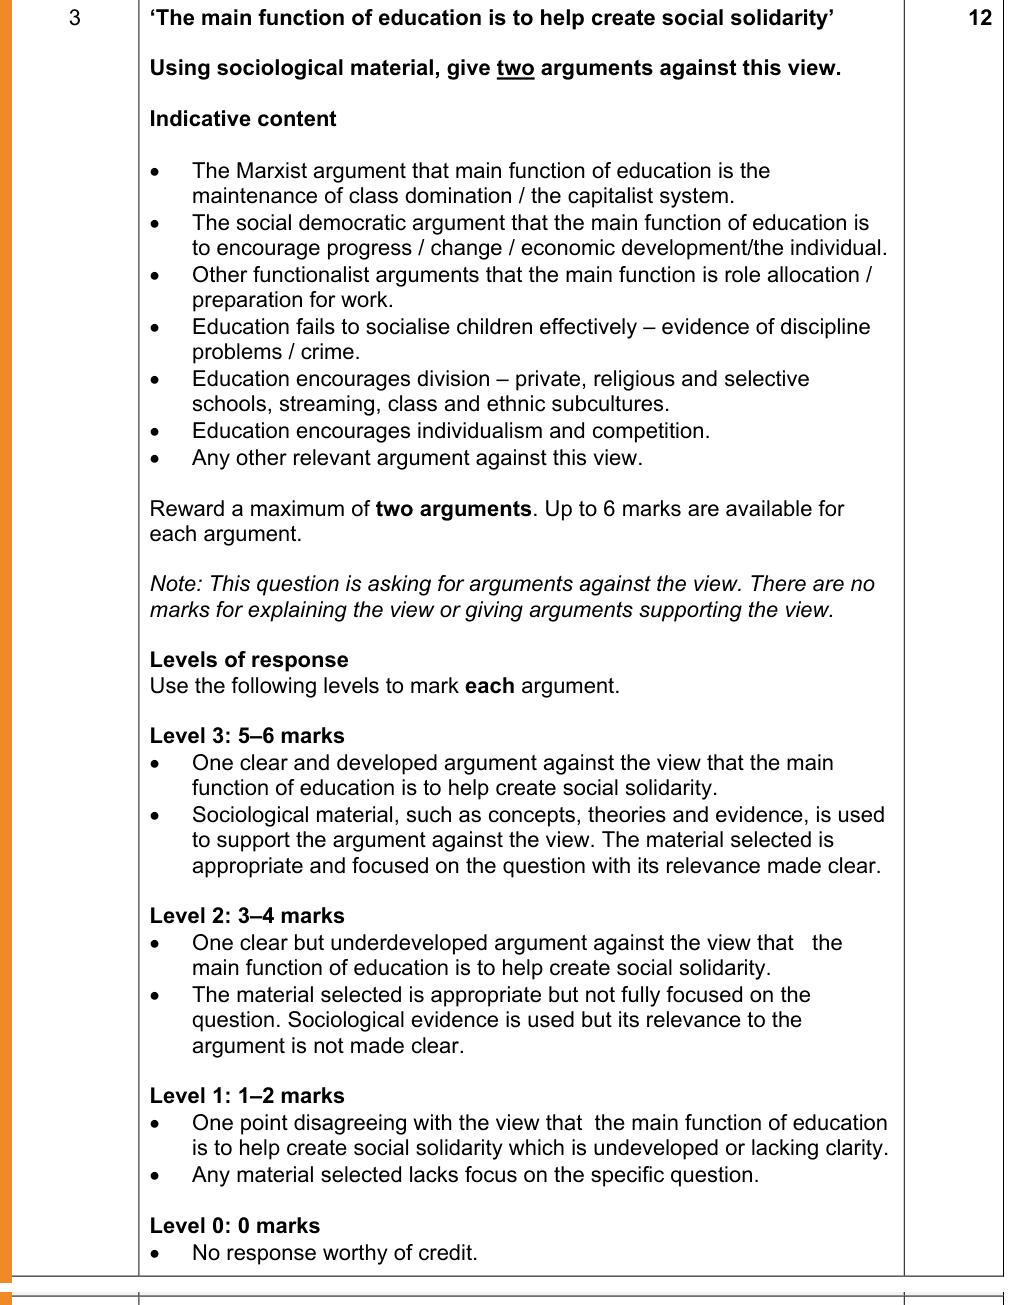 3 ‘The main function of education is to help create social solidarity’ 12
Using sociological material, give two arguments against this view.
Indicative content
• The Marxist argument that main function of education is the
maintenance of class domination / the capitalist system.
• The social democratic argument that the main function of education is
to encourage progress / change / economic development/the individual.
• Other functionalist arguments that the main function is role allocation /
preparation for work.
• Education fails to socialise children effectively – evidence of discipline
problems / crime.
• Education encourages division – private, religious and selective
schools, streaming, class and ethnic subcultures.
• Education encourages individualism and competition.
• Any other relevant argument against this view.
Reward a maximum of two arguments. Up to 6 marks are available for
each argument.
Note: This question is asking for arguments against the view. There are no
marks for explaining the view or giving arguments supporting the view.
Levels of response
Use the following levels to mark each argument.
Level 3: 5–6 marks
• One clear and developed argument against the view that the main
function of education is to help create social solidarity.
• Sociological material, such as concepts, theories and evidence, is used
to support the argument against the view. The material selected is
appropriate and focused on the question with its relevance made clear.
Level 2: 3–4 marks
• One clear but underdeveloped argument against the view that the
main function of education is to help create social solidarity.
• The material selected is appropriate but not fully focused on the
question. Sociological evidence is used but its relevance to the
argument is not made clear.
Level 1: 1–2 marks
• One point disagreeing with the view that the main function of education
is to help create social solidarity which is undeveloped or lacking clarity.
• Any material selected lacks focus on the specific question.
Level 0: 0 marks
• No response worthy of credit.